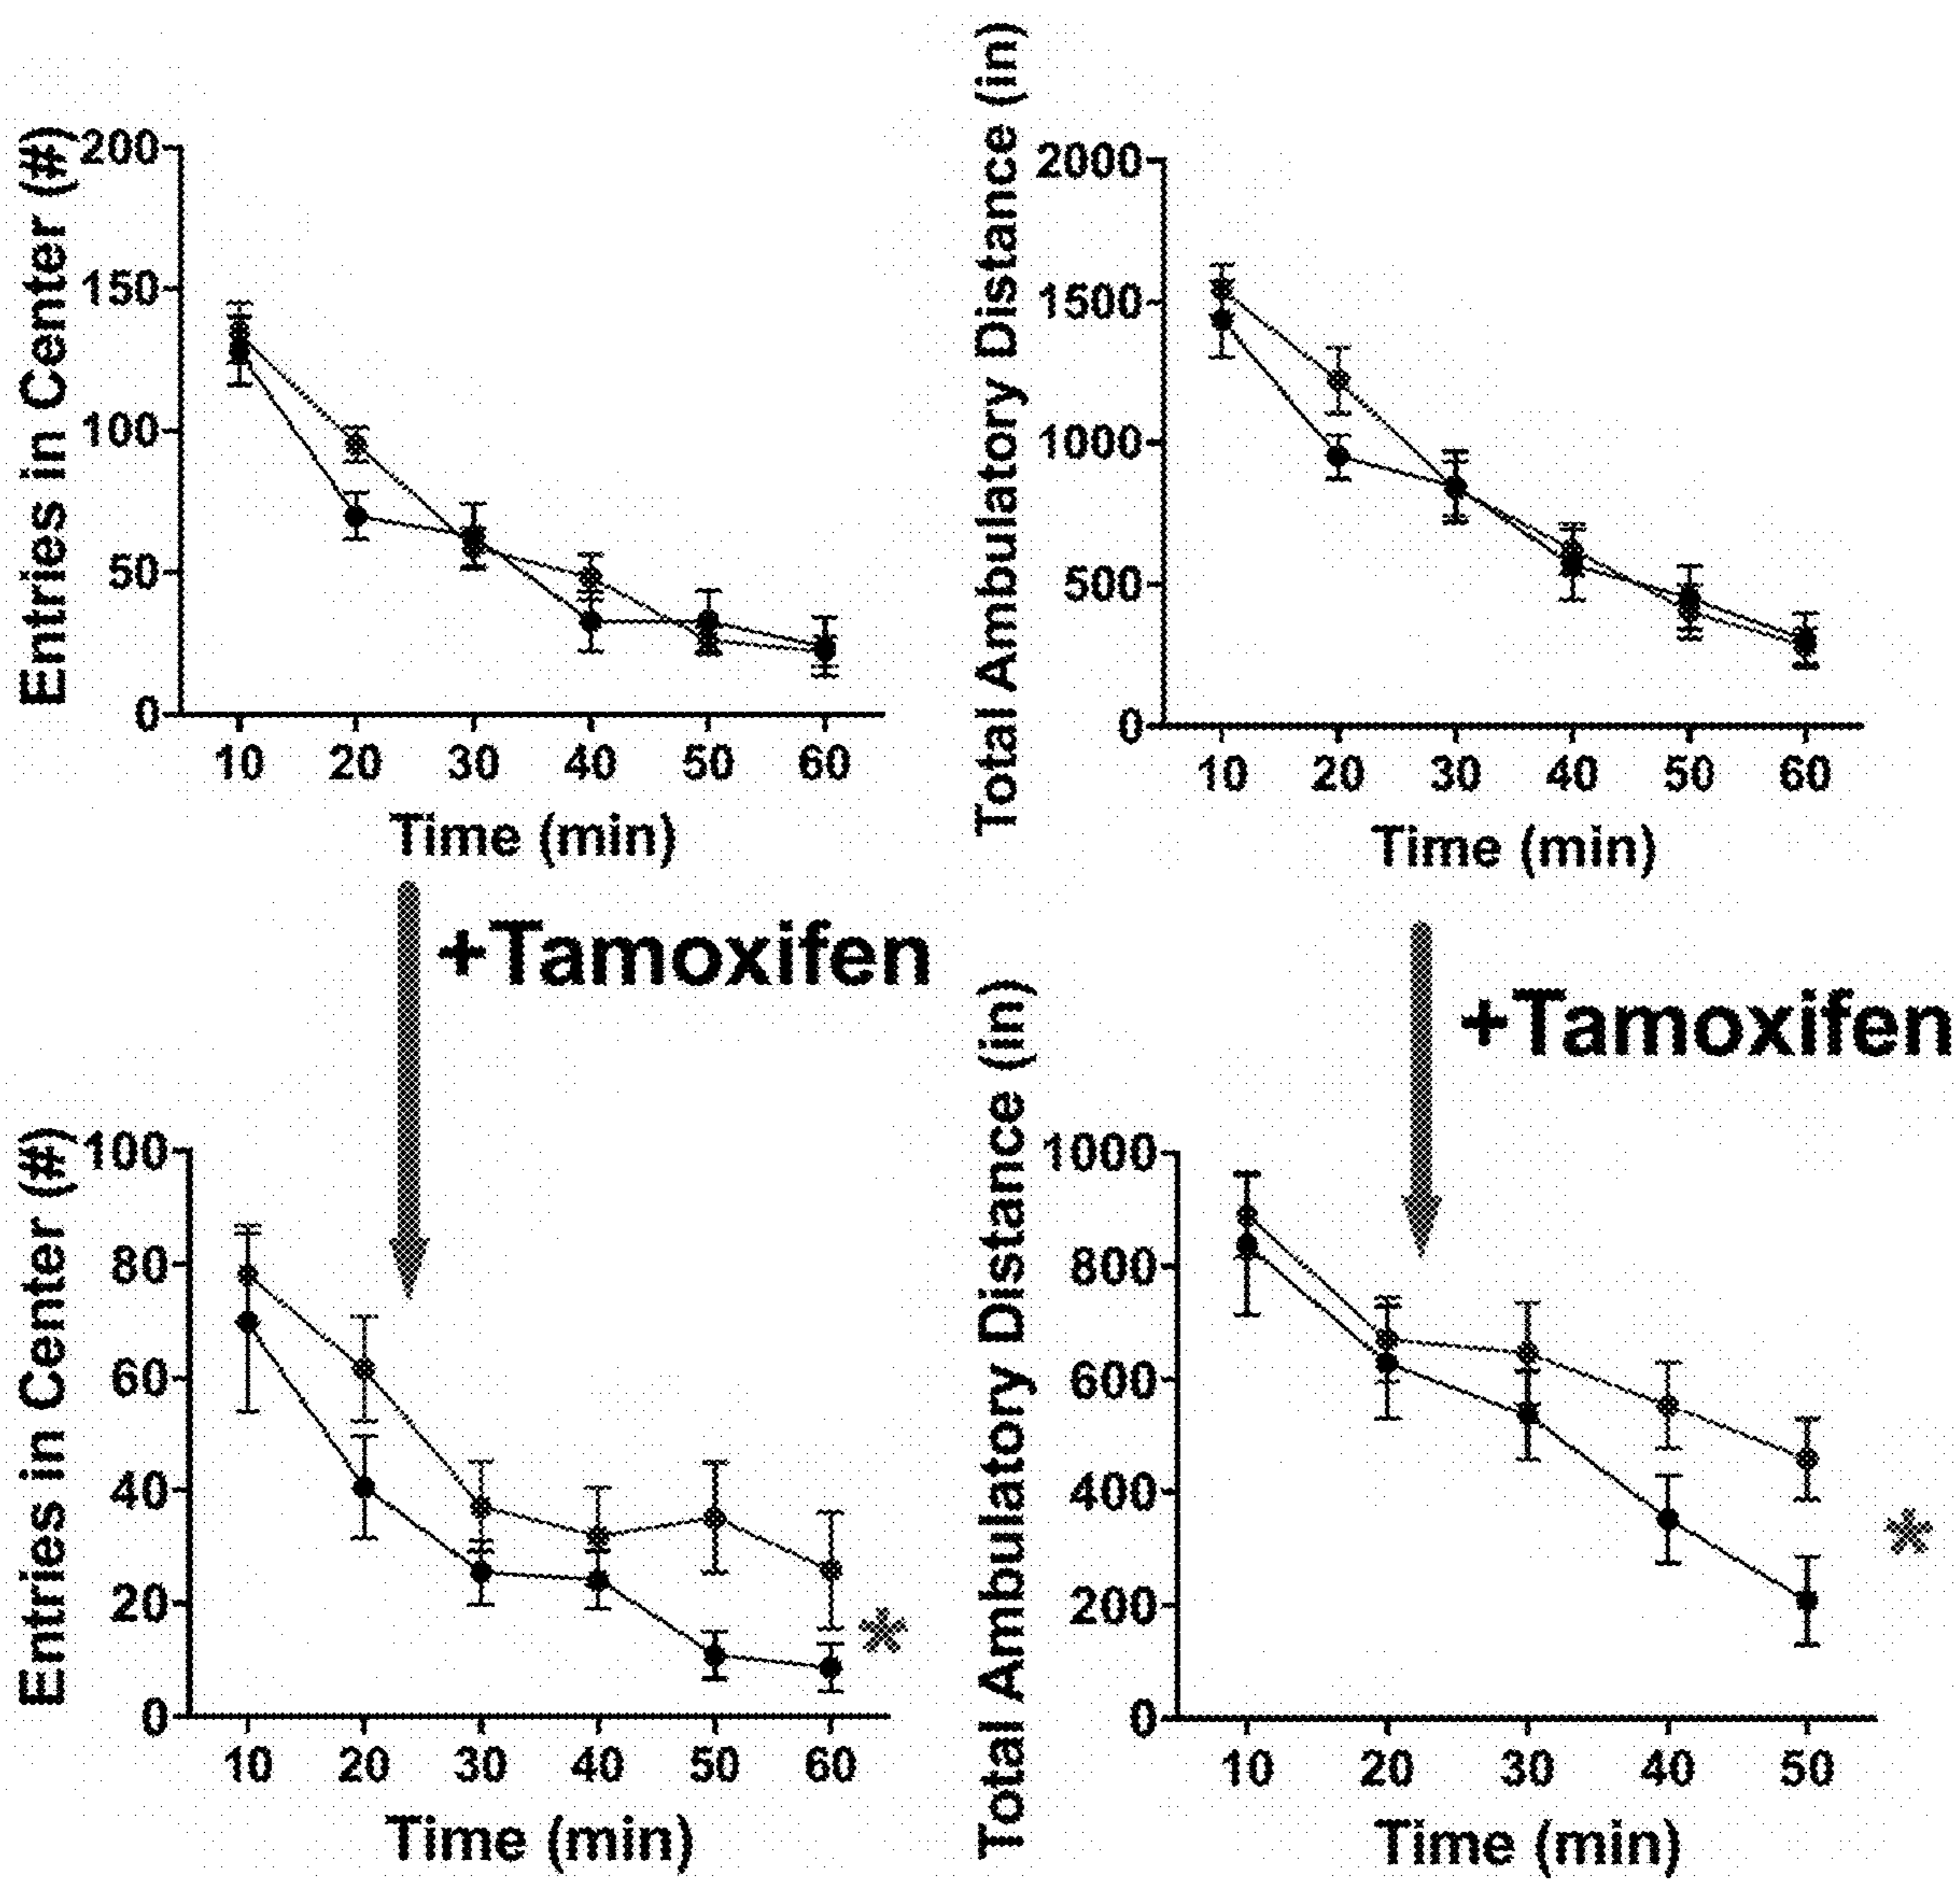 Entries in Center (#)
200
150
100
50
0
10 20 30 40 50 60
Time (min)
Total Ambulatory Distance (in)
2000
1500
1000
500
0
10 20 30 40 50 60
Time (min)
+Tamoxifen
+Tamoxifen
Entries in Center (#)
100
80
60
40
20
0
*
10 20 30 40 50 60
Time (min)
Total Ambulatory Distance (in)
1000
800
600
400
200
0
*
10 20 30 40 50
Time (min)